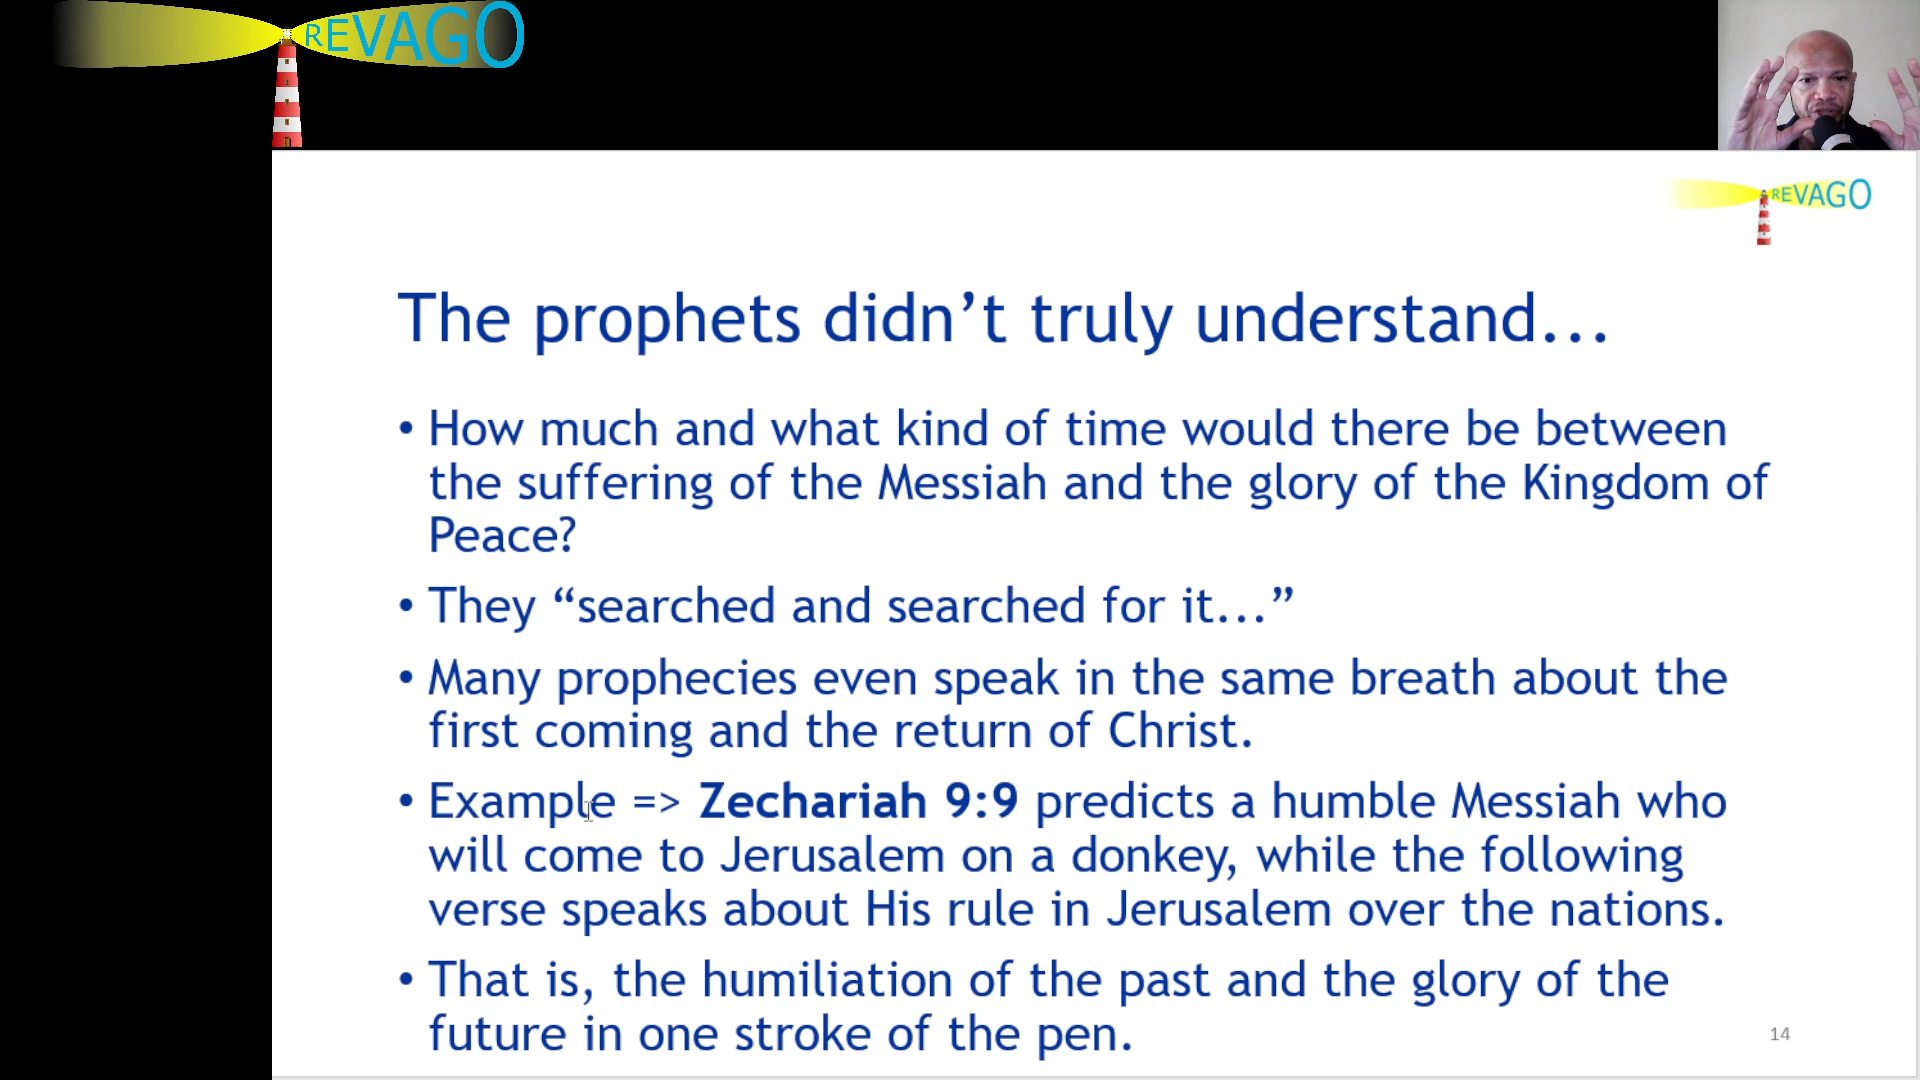 REVAGO
REVAGO
The prophets didn’t truly understand...
• How much and what kind of time would there be between
the suffering of the Messiah and the glory of the Kingdom of
Peace?
• They “searched and searched for it...”
• Many prophecies even speak in the same breath about the
first coming and the return of Christ.
• Example => Zechariah 9:9 predicts a humble Messiah who
will come to Jerusalem on a donkey, while the following
verse speaks about His rule in Jerusalem over the nations.
• That is, the humiliation of the past and the glory of the
future in one stroke of the pen.
14